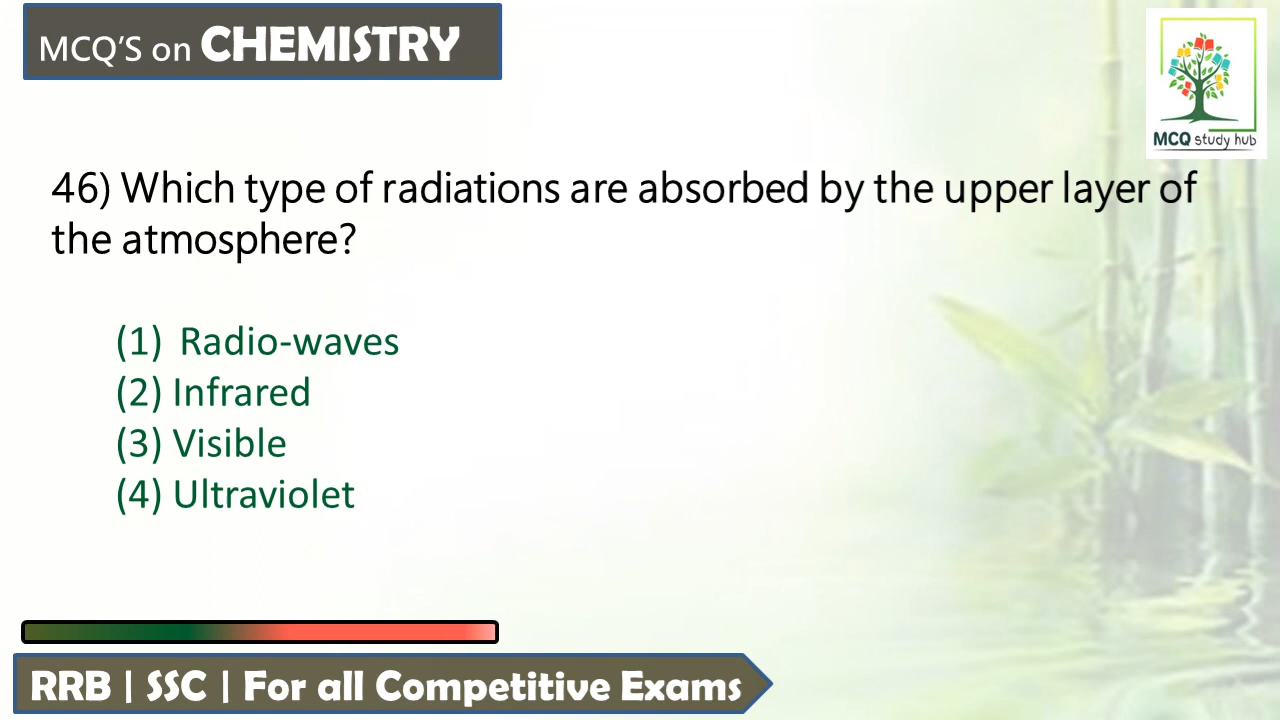 MCQ'S on CHEMISTRY
MCQ study hub
46) Which type of radiations are absorbed by the upper layer of
the atmosphere?
(1) Radio-waves
(2) Infrared
(3) Visible
(4) Ultraviolet
RRB | SSC | For all Competitive Exams